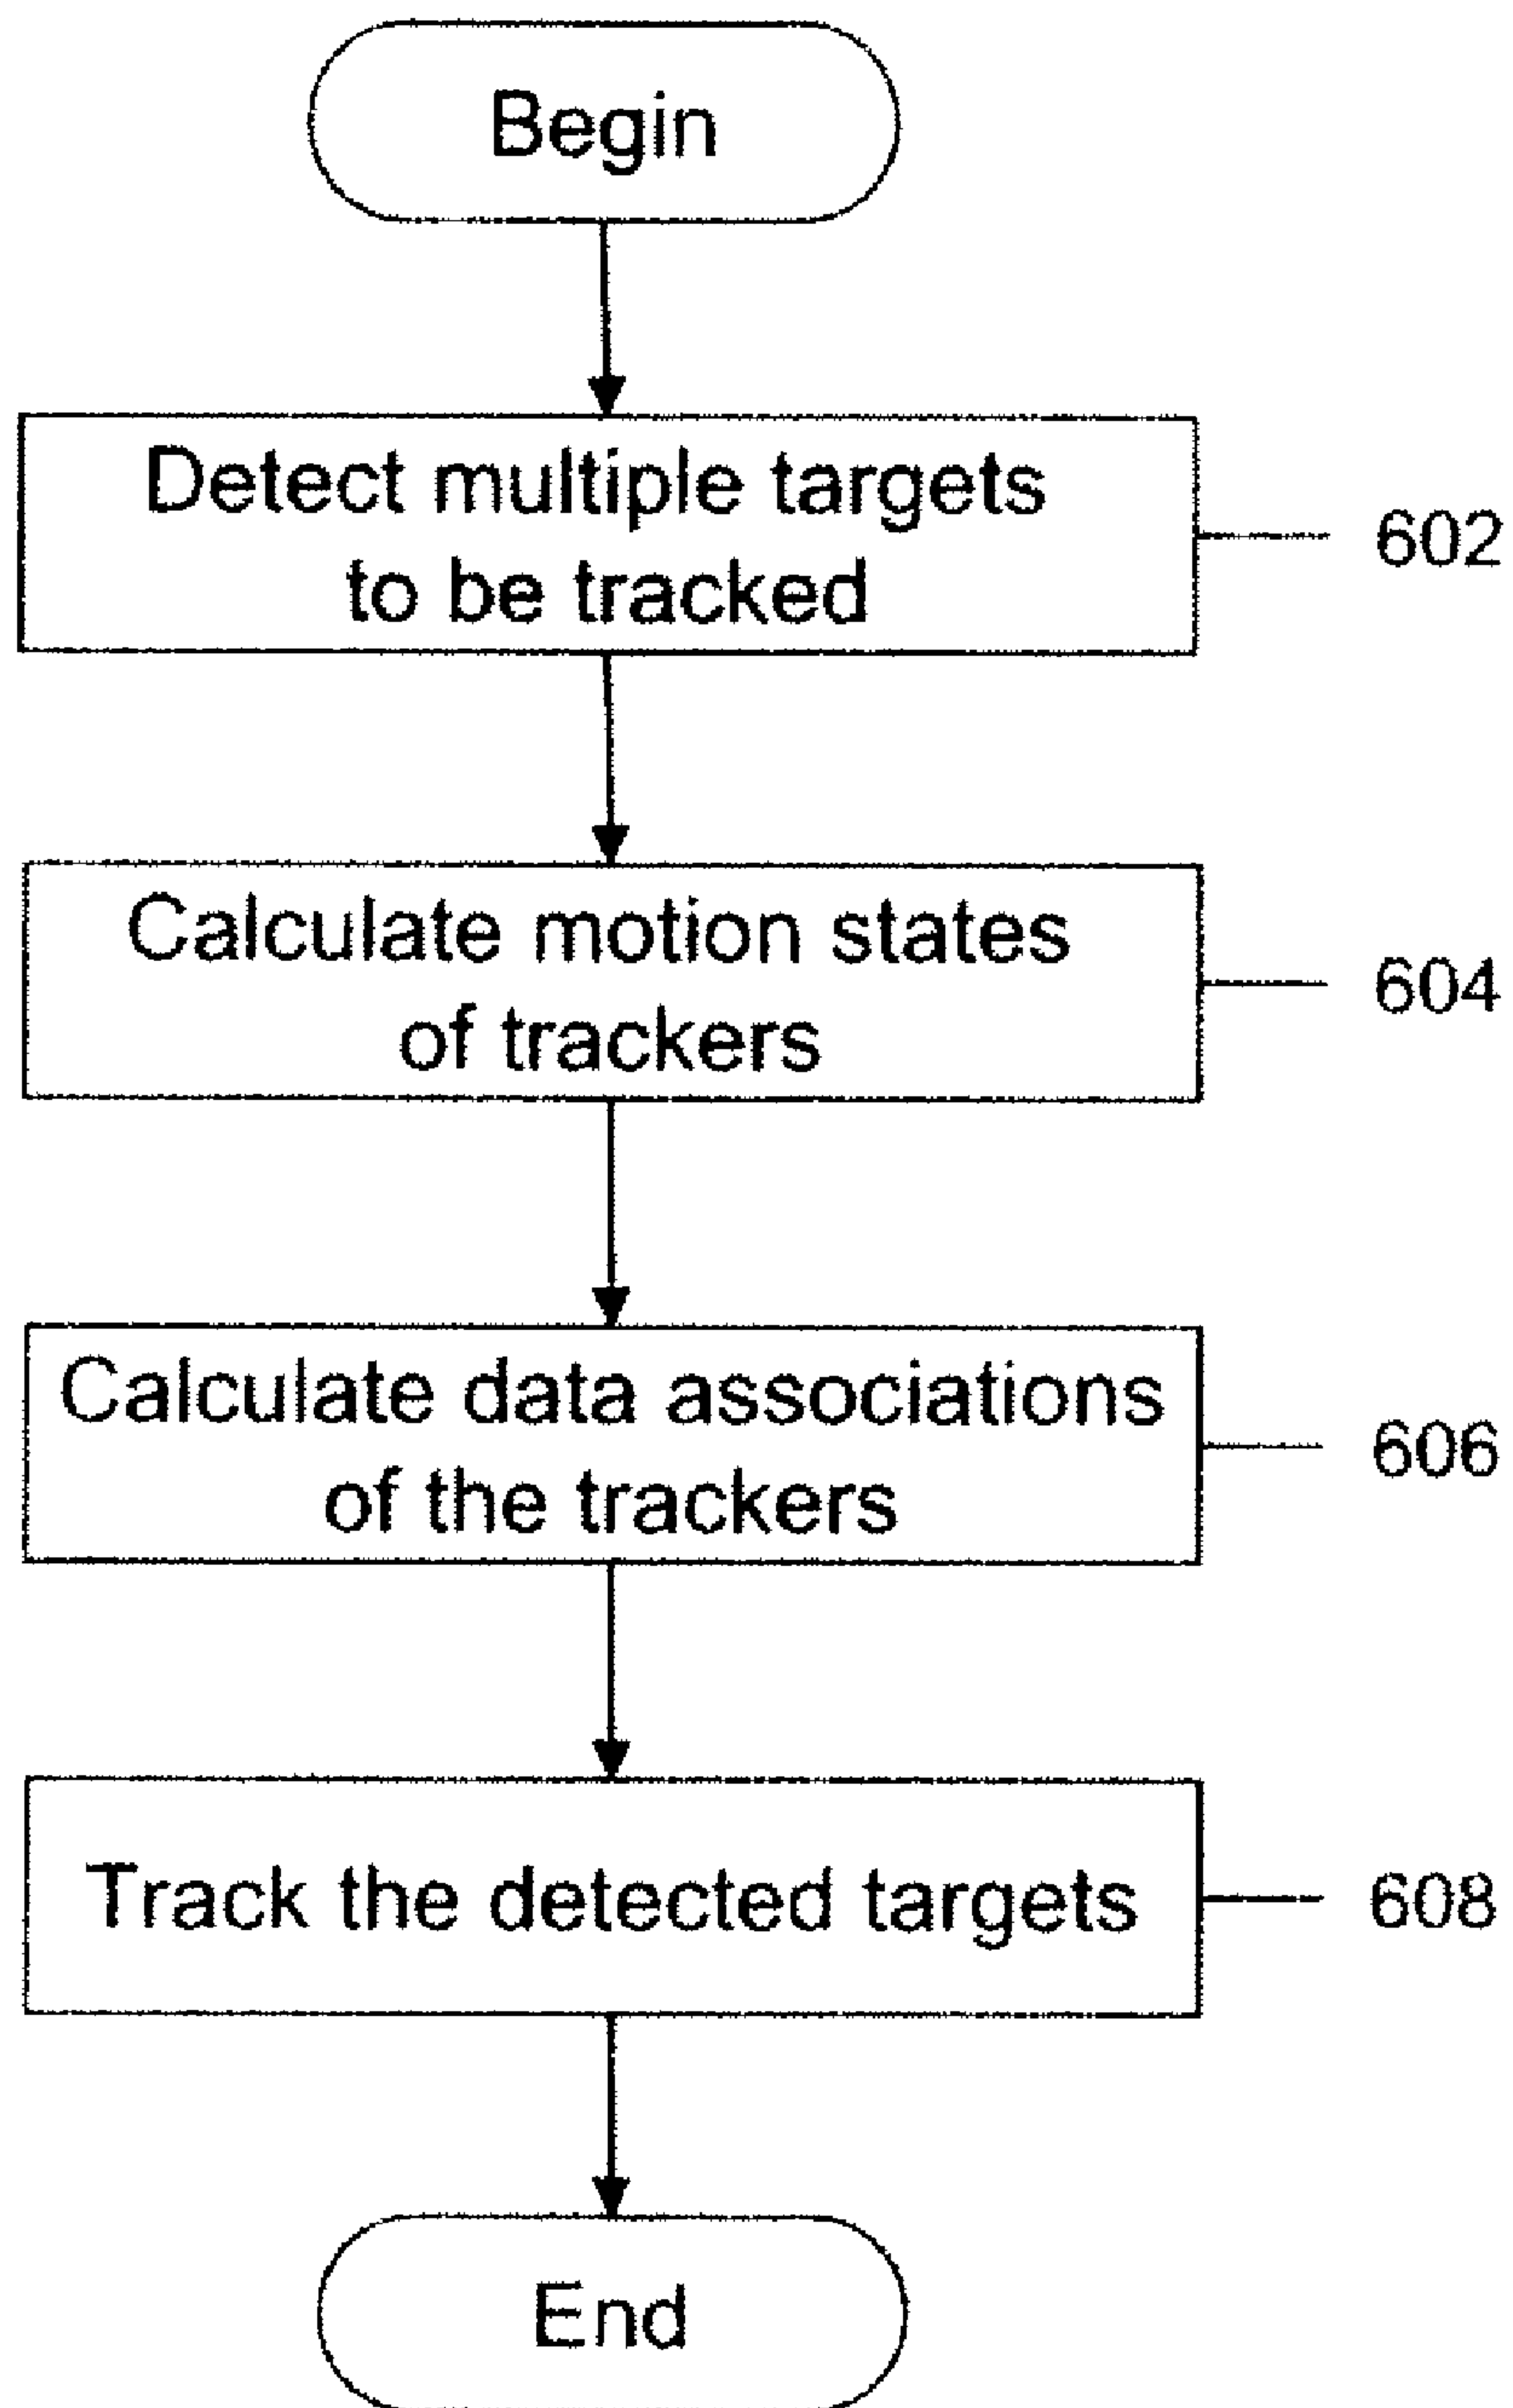 Begin
Detect multiple targets
to be tracked
602
Calculate motion states
of trackers
604
Calculate data associations
of the trackers
606
Track the detected targets
608
End